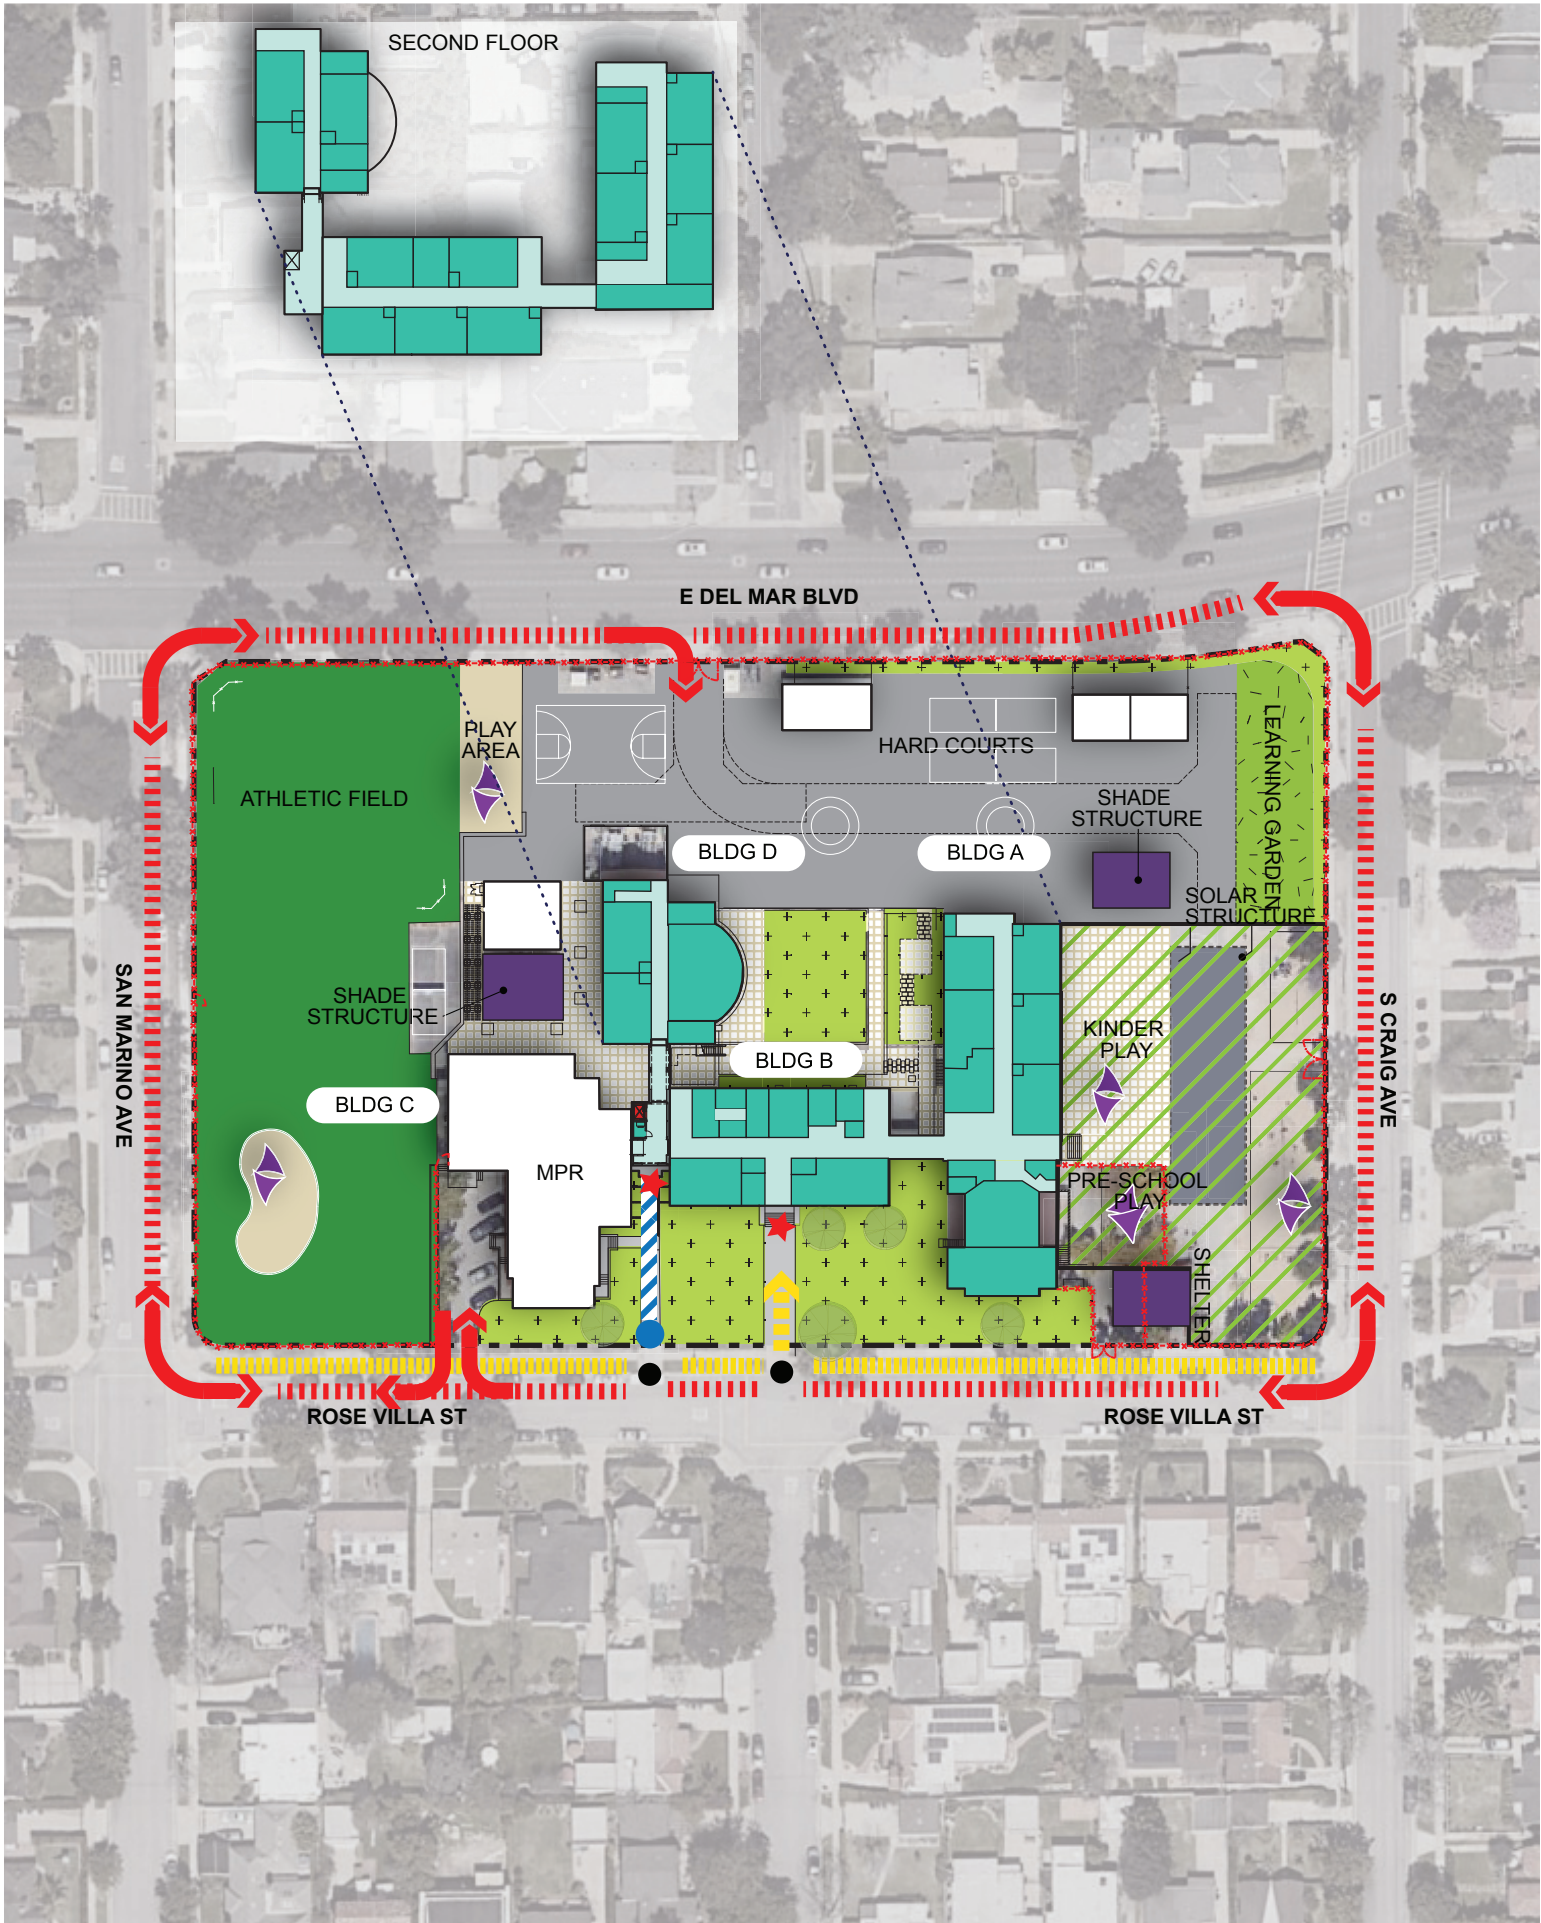 SECOND FLOOR
E DEL MAR BLVD
PLAY
AREA
HARD COURTS
ATHLETIC FIELD
SHADE
STRUCTURE
LEARNING GARDEN
BLDG D
BLDG A
SOLAR
STRUCTURE
SAN MARINO AVE
SHADE
STRUCTURE
S CRAIG AVE
KINDER
PLAY
BLDG B
BLDG C
MPR
PRE-SCHOOL
PLAY
SHELTER
ROSE VILLA ST
ROSE VILLA ST